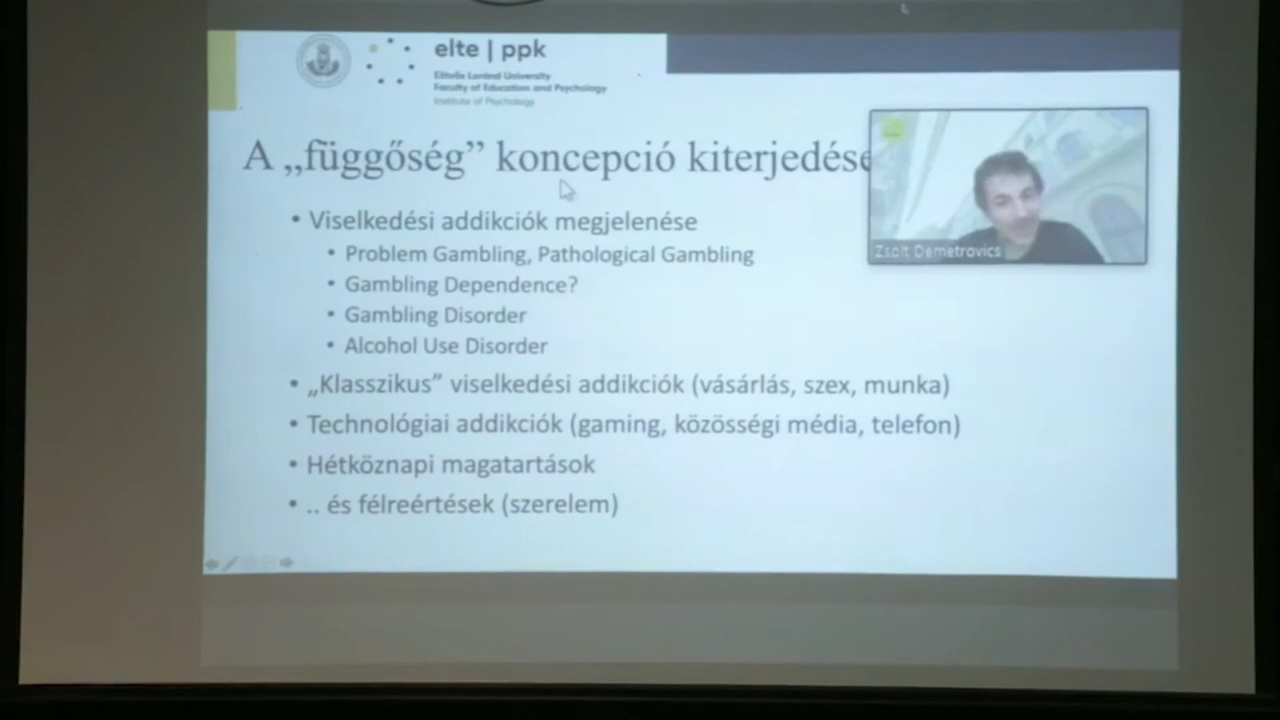 elte | ppk
Eötvös Loránd University
Faculty of Education and Psychology
Institute of Psychology
A „függőség” koncepció kiterjedése
Zsolt Demetrovics
• Viselkedési addikciók megjelenése
• Problem Gambling, Pathological Gambling
• Gambling Dependence?
• Gambling Disorder
• Alcohol Use Disorder
• „Klasszikus” viselkedési addikciók (vásárlás, szex, munka)
• Technológiai addikciók (gaming, közösségi média, telefon)
• Hétköznapi magatartások
• .. és félreértések (szerelem)